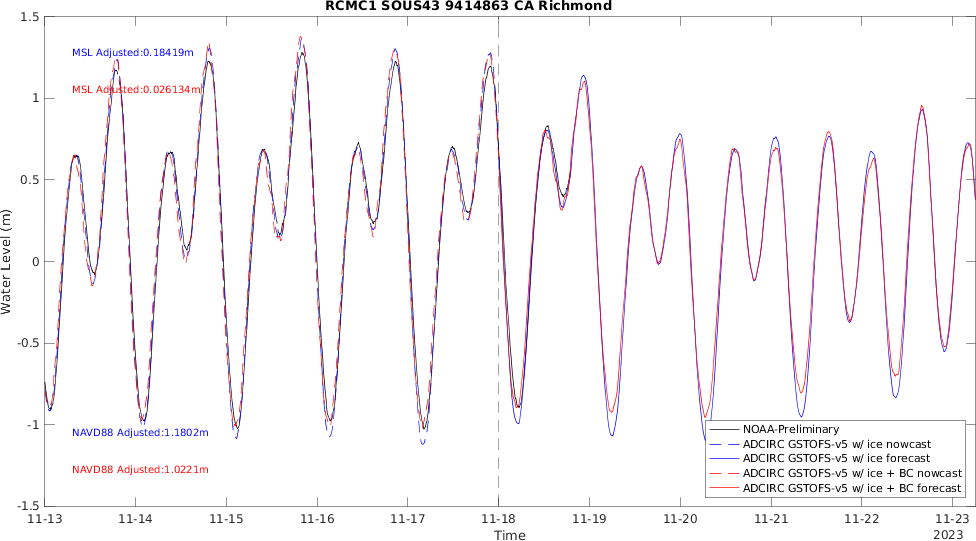 RCMC1 SOUS43 9414863 CA Richmond
1.5
1
0.5
0
-0.5
-1
-1.5
Water Level (m)
MSL Adjusted:0.18419m
MSL Adjusted:0.026134m
NAVD88 Adjusted:1.1802m
NAVD88 Adjusted:1.0221m
NOAA-Preliminary
ADCIRC GSTOFS-v5 w/ ice nowcast
ADCIRC GSTOFS-v5 w/ ice forecast
ADCIRC GSTOFS-v5 w/ ice + BC nowcast
ADCIRC GSTOFS-v5 w/ ice + BC forecast
11-13 11-14 11-15 11-16 11-17 11-18 11-19 11-20 11-21 11-22 11-23
Time
2023